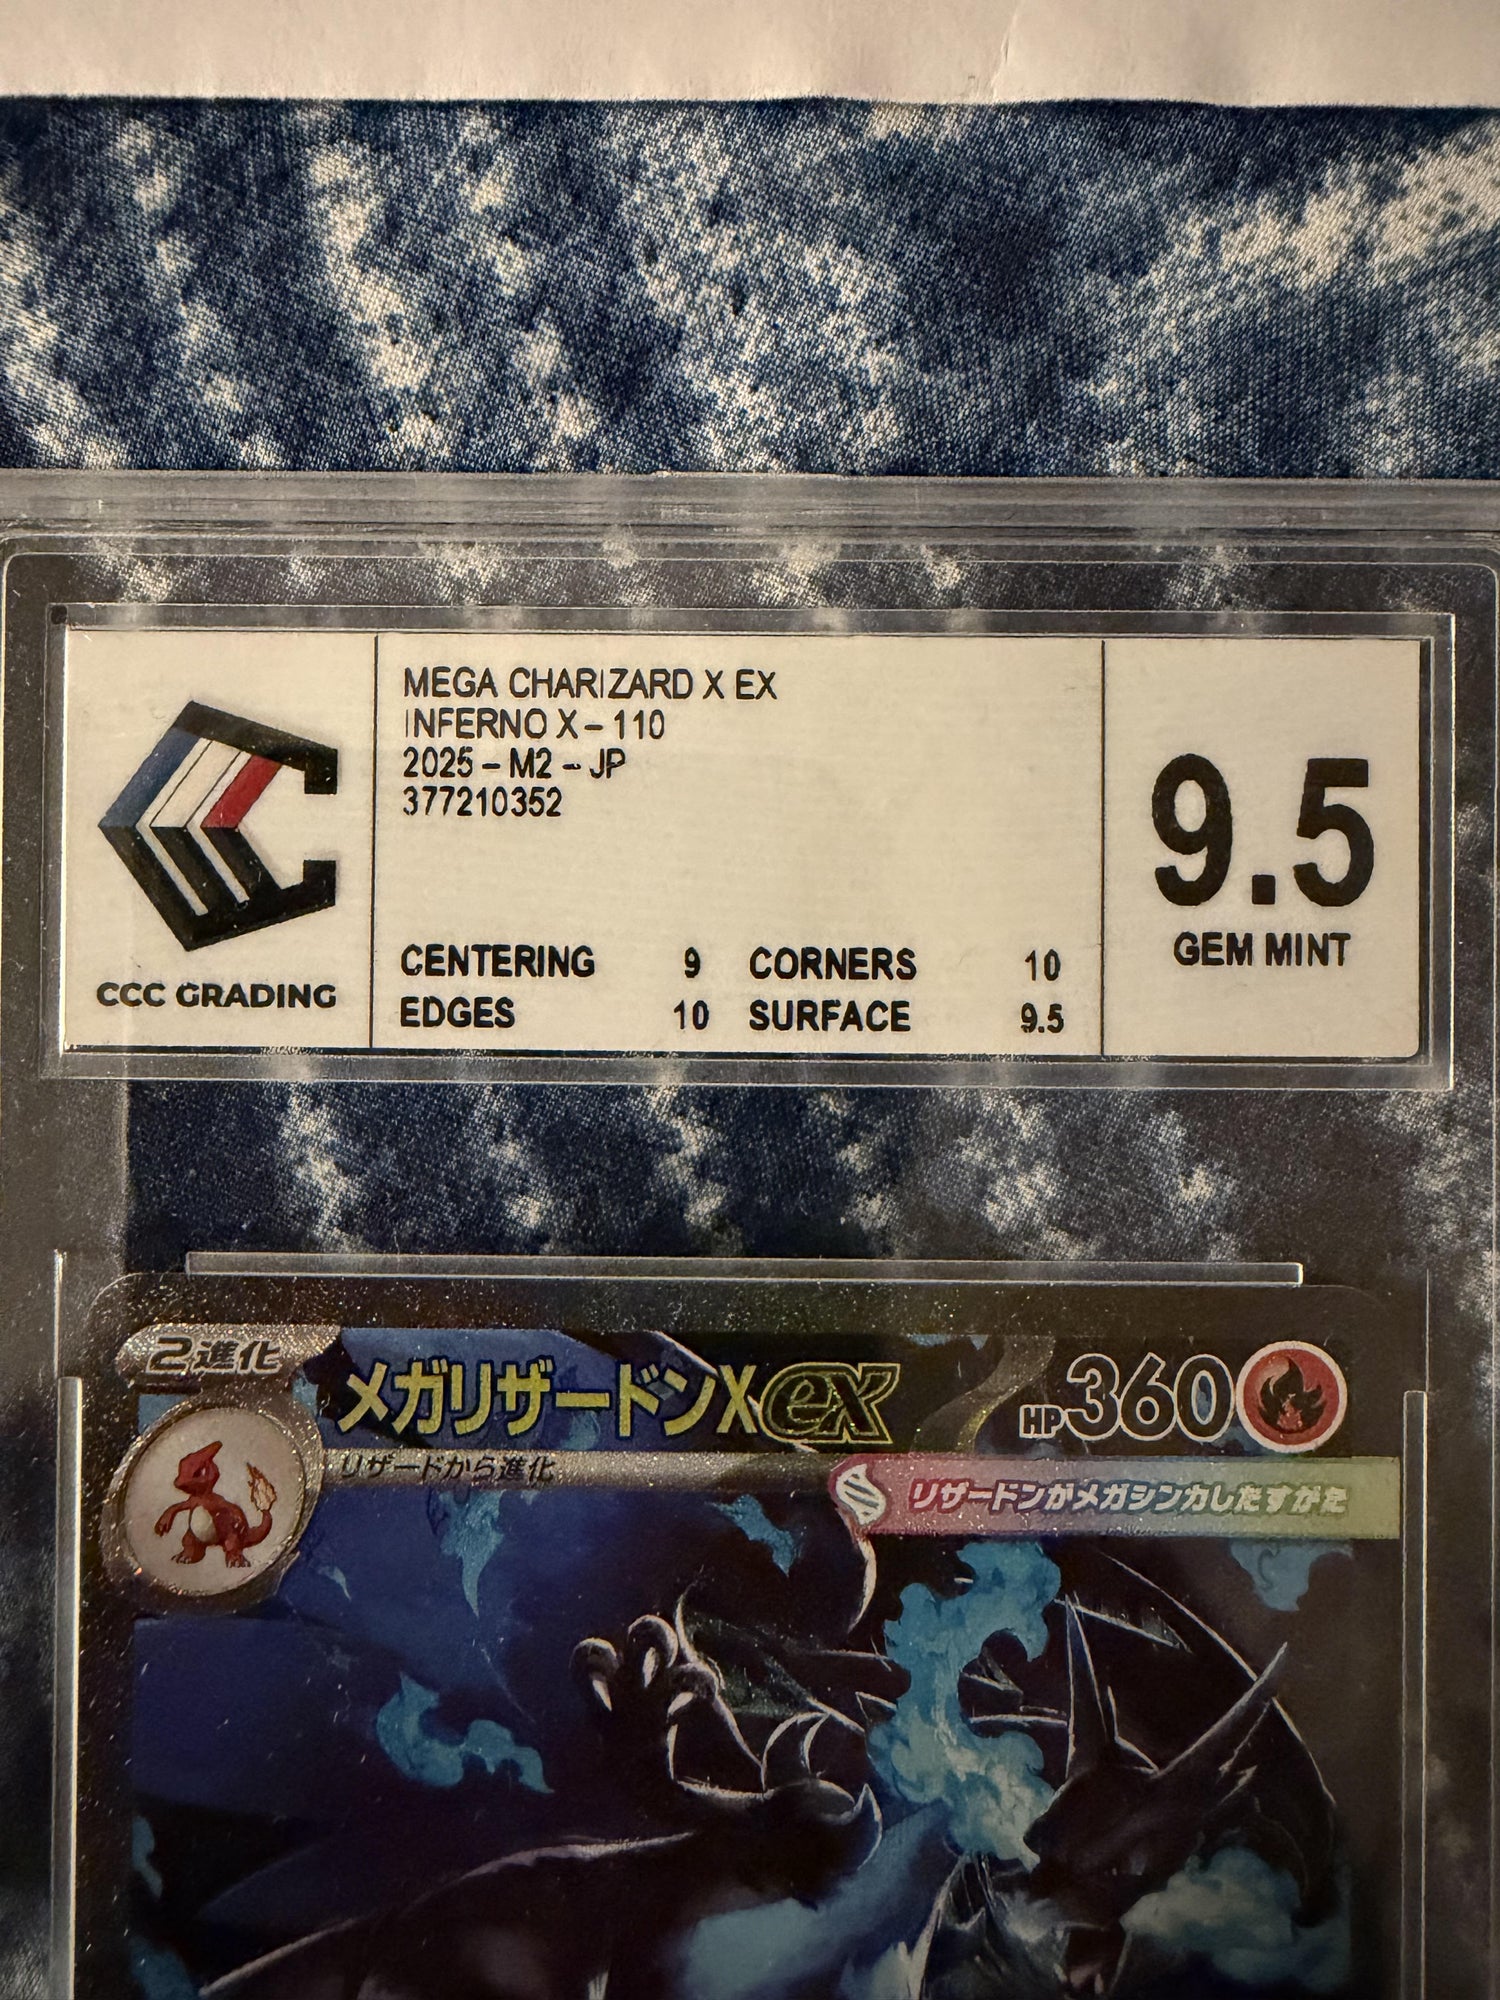 MEGA CHARIZARD X EX
INFERNO X - 110
2025 - M2 - JP
377210352
CENTERING 9 CORNERS 10
EDGES 10 SURFACE 9.5
9.5
GEM MINT
CCC GRADING
2進化
メガリザードンXex
HP360
リザードから進化
リザードンがメガシンカしたすがた